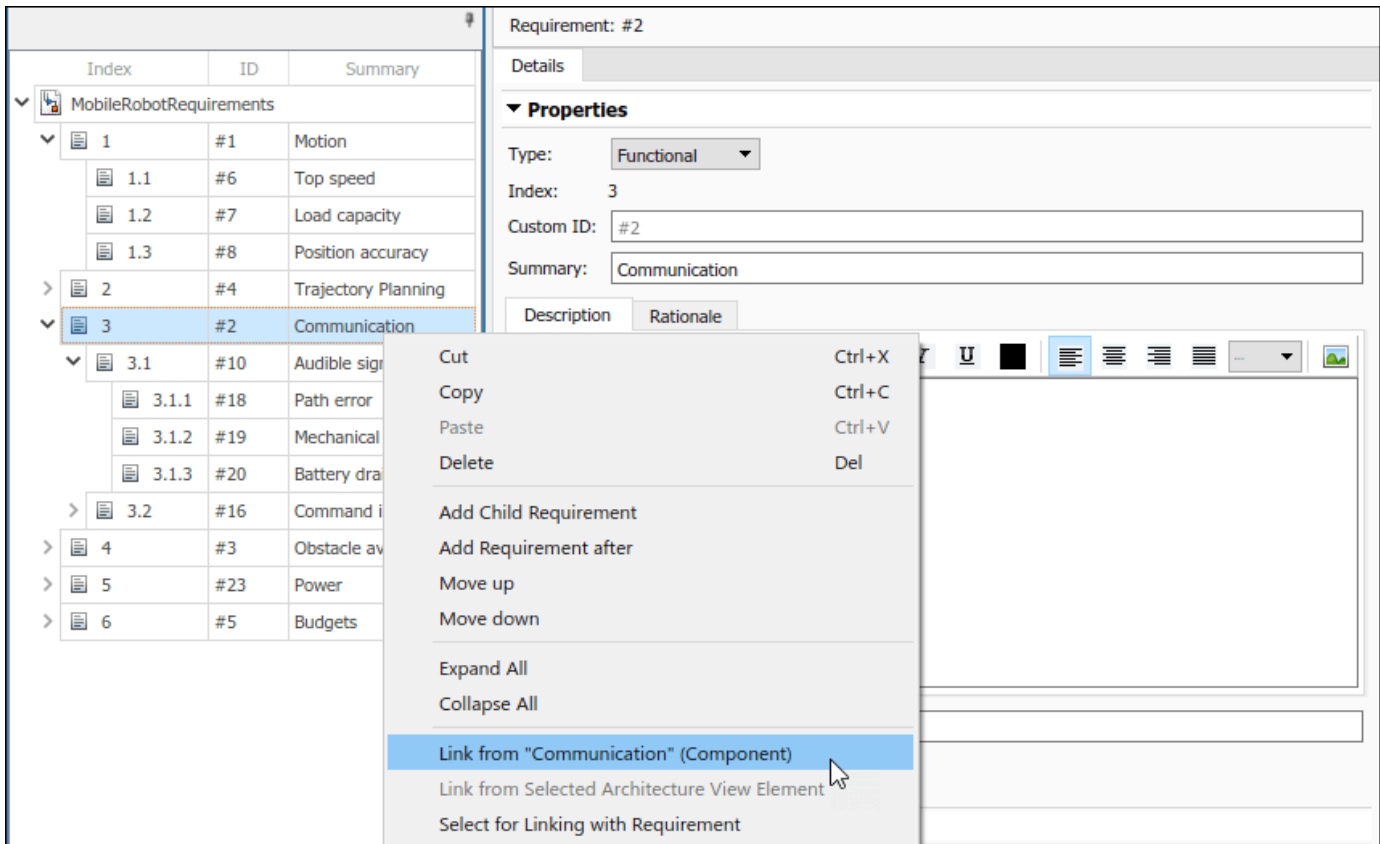 Index ID Summary
MobileRobotRequirements
1 #1 Motion
1.1 #6 Top speed
1.2 #7 Load capacity
1.3 #8 Position accuracy
2 #4 Trajectory Planning
3 #2 Communication
3.1 #10 Audible
3.1.1 #18 Path error
3.1.2 #19 Mechanical
3.1.3 #20 Battery
3.2 #16 Command
4 #3 Obstacle
5 #23 Power
6 #5 Budgets
Requirement: #2
Details
Properties
Type: Functional
Index: 3
Custom ID: #2
Summary: Communication
Description Rationale
U ...
Cut Ctrl+X
Copy Ctrl+C
Paste Ctrl+V
Delete Del
Add Child Requirement
Add Requirement after
Move up
Move down
Expand All
Collapse All
Link from "Communication" (Component)
Link from Selected Architecture View Element
Select for Linking with Requirement